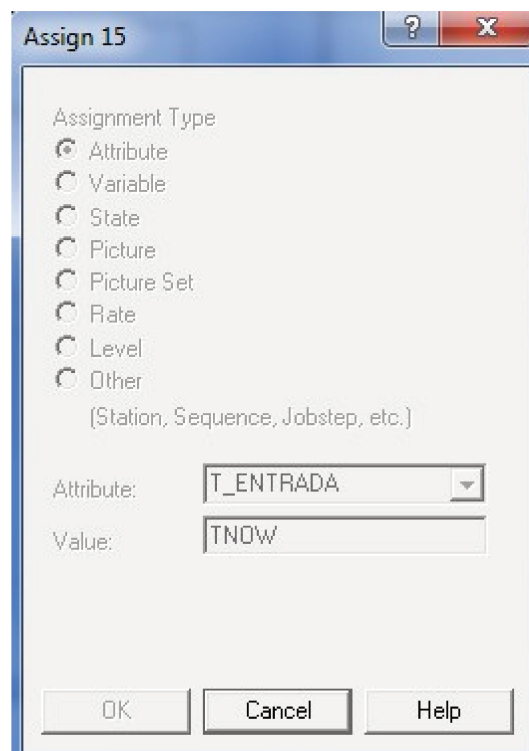 Assign 15
?
Assignment Type
Attribute
Variable
State
Picture
Picture Set
Rate
Level
Other
(Station, Sequence, Jobstep, etc.)
Attribute: T_ENTRADA
Value: TNOW
OK Cancel Help